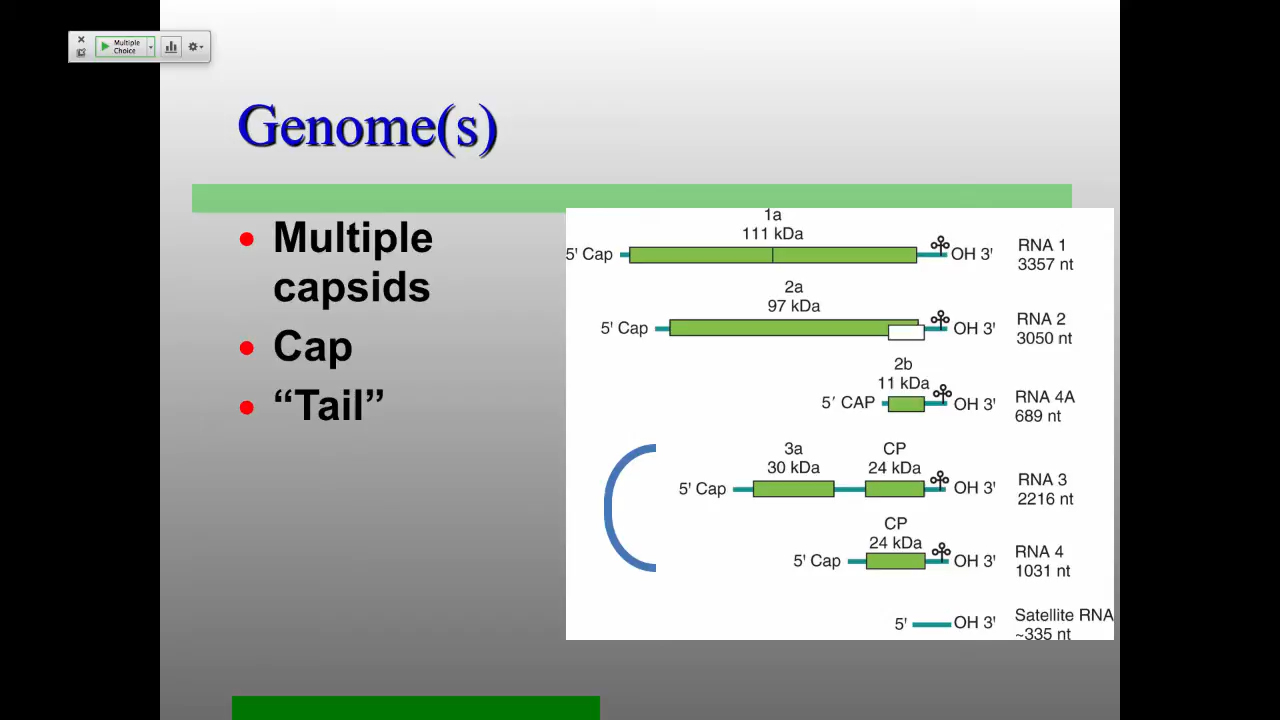 Multiple
Choice
Genome(s)
• Multiple
capsids
• Cap
• “Tail”
1a
111 kDa
5' Cap
OH 3'
RNA 1
3357 nt
2a
97 kDa
5' Cap
OH 3'
RNA 2
3050 nt
2b
11 kDa
5′ CAP
OH 3'
RNA 4A
689 nt
3a
30 kDa
CP
24 kDa
5' Cap
OH 3'
RNA 3
2216 nt
CP
24 kDa
5' Cap
OH 3'
RNA 4
1031 nt
5'
OH 3'
Satellite RNA
~335 nt